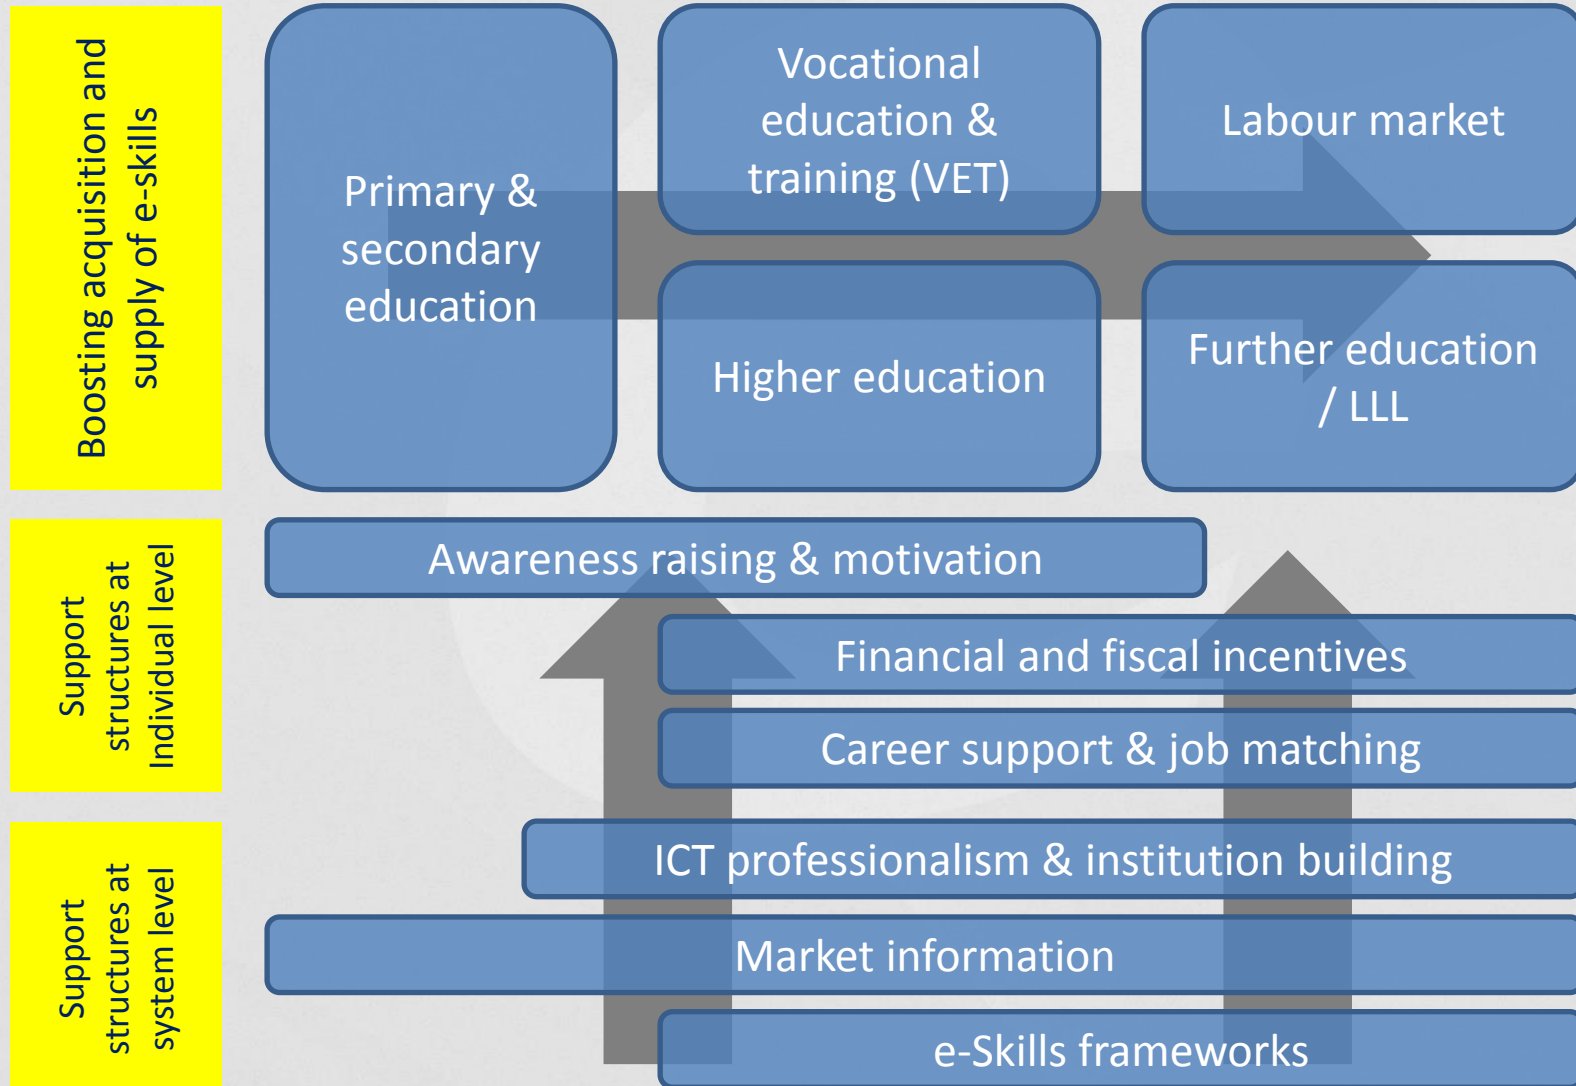 Boosting acquisition and
supply of e-skills
Primary &
secondary
education
Vocational
education &
training (VET)
Labour market
Higher education
Further education
/ LLL
Support
structures at
Individual level
Awareness raising & motivation
Financial and fiscal incentives
Career support & job matching
Support
structures at
system level
ICT professionalism & institution building
Market information
e-Skills frameworks